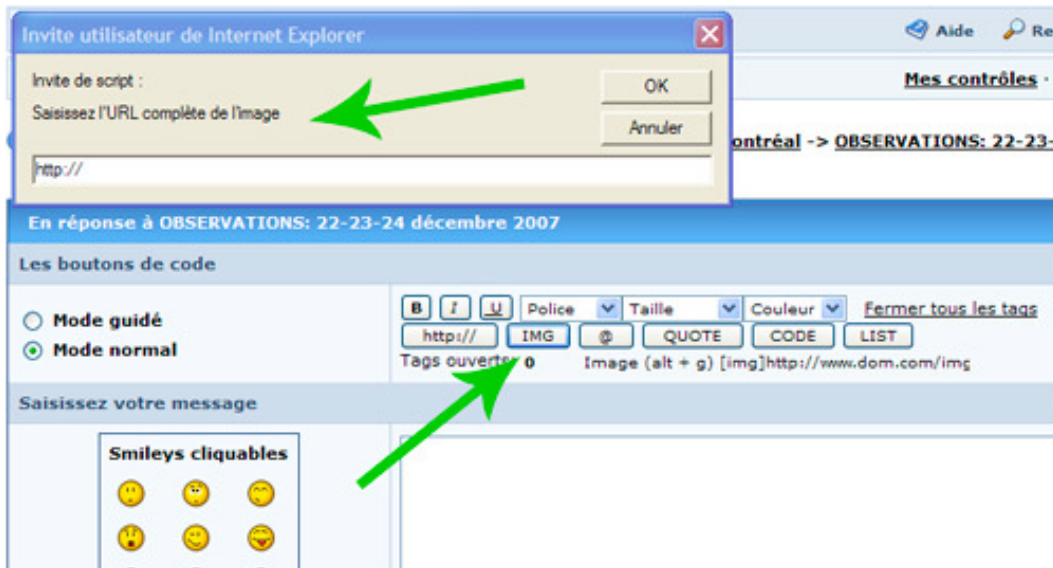 Invite utilisateur de Internet Explorer
Invite de script :
Saisissez l'URL complète de l'image
OK
Annuler
http://
Aide
Mes contrôles ·
ontréal -> OBSERVATIONS: 22-23-
En réponse à OBSERVATIONS: 22-23-24 décembre 2007
Les boutons de code
Mode guidé
Mode normal
B I U Police Taille Couleur Fermer tous les tags
http:// IMG @ QUOTE CODE LIST
Tags ouverts 0 Image (alt + g) [img]http://www.dom.com/img
Saisissez votre message
Smileys cliquables